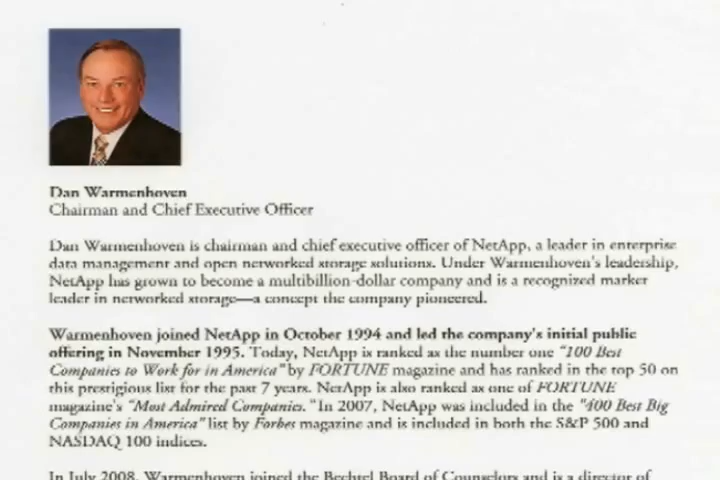 Dan Warmenhoven
Chairman and Chief Executive Officer
Dan Warmenhoven is chairman and chief executive officer of NetApp, a leader in enterprise
data management and open networked storage solutions. Under Warmenhoven's leadership,
NetApp has grown to become a multibillion-dollar company and is a recognized market
leader in networked storage—a concept the company pioneered.
Warmenhoven joined NetApp in October 1994 and led the company's initial public
offering in November 1995. Today, NetApp is ranked as the number one "100 Best
Companies to Work for in America" by FORTUNE magazine and has ranked in the top 50 on
this prestigious list for the past 7 years. NetApp is also ranked as one of FORTUNE
magazine's "Most Admired Companies." In 2007, NetApp was included in the "400 Best Big
Companies in America" list by Forbes magazine and is included in both the S&P 500 and
NASDAQ 100 indices.
In July 2008, Warmenhoven joined the Bechtel Board of Counselors and is a director of